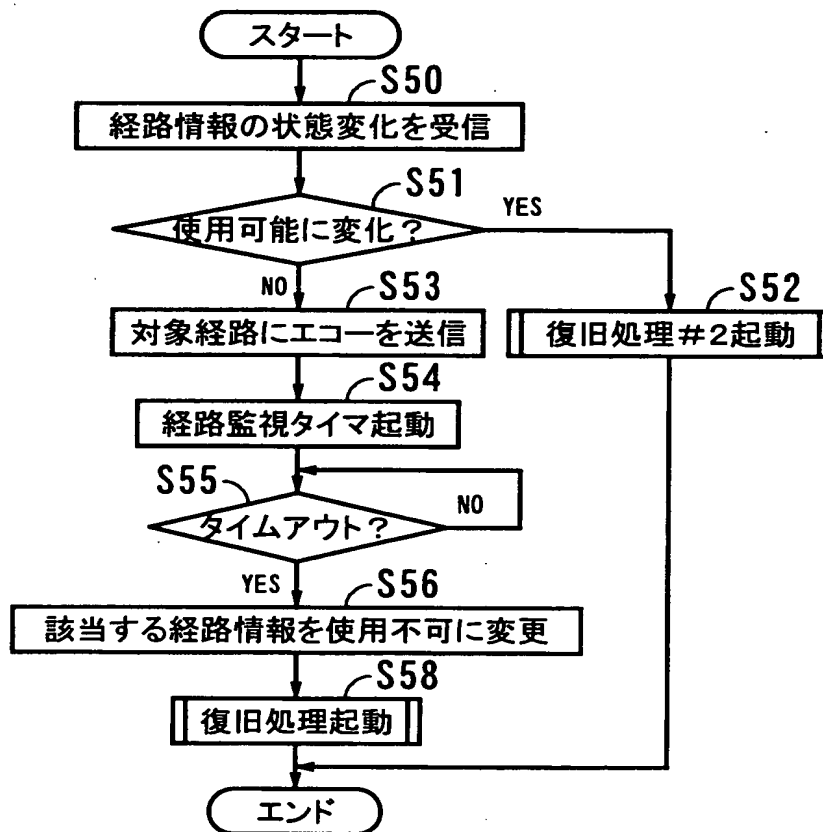 スタート
S50
経路情報の状態変化を受信
S51
使用可能に変化?
YES
NO
S53
対象経路にエコーを送信
S52
復旧処理#2起動
S54
経路監視タイマ起動
S55
タイムアウト?
NO
YES
S56
該当する経路情報を使用不可に変更
S58
復旧処理起動
エンド